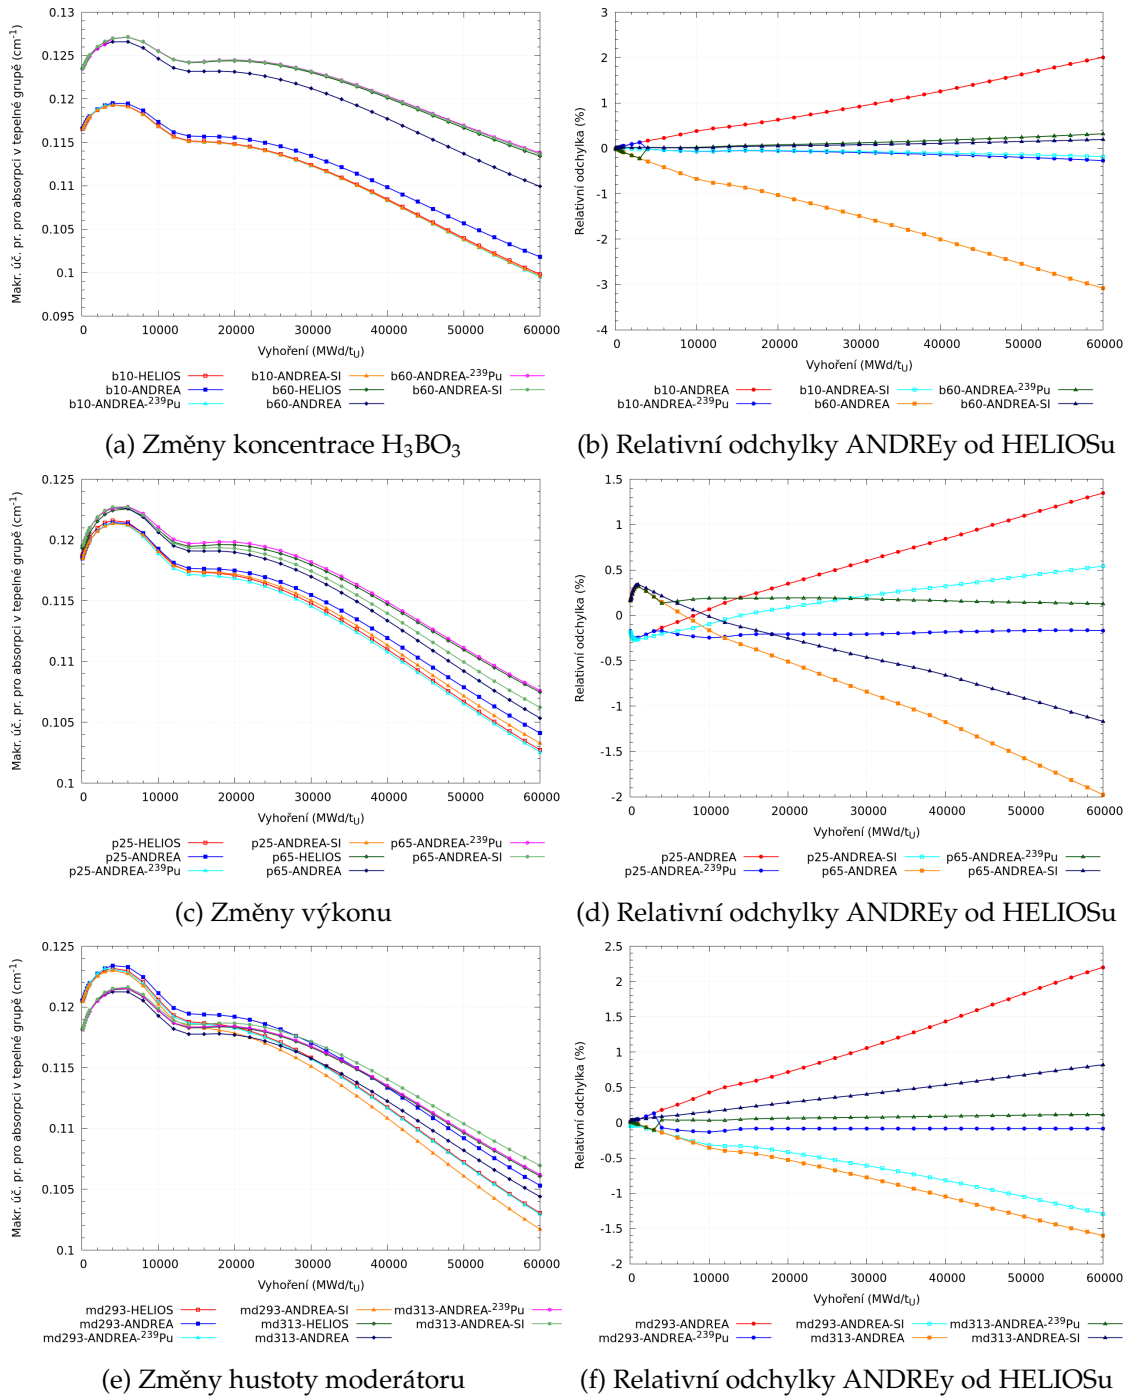 0.13
0.125
0.12
0.115
0.11
0.105
0.1
0.095
0 10000 20000 30000 40000 50000 60000
Makr. úč. pr. pro absorpci v tepelné grupě (cm⁻¹)
Vyhoření (MWd/t_U)
b10-HELIOS b10-ANDREA-SI b60-ANDREA-²³⁹Pu
b10-ANDREA b60-HELIOS b60-ANDREA-SI
b10-ANDREA-²³⁹Pu b60-ANDREA
(a) Změny koncentrace H₃BO₃
3
2
1
0
-1
-2
-3
-4
0 10000 20000 30000 40000 50000 60000
Relativní odchylka (%)
Vyhoření (MWd/t_U)
b10-ANDREA b10-ANDREA-SI b60-ANDREA-²³⁹Pu
b10-ANDREA-²³⁹Pu b60-ANDREA b60-ANDREA-SI
(b) Relativní odchylky ANDREy od HELIOSu
0.125
0.12
0.115
0.11
0.105
0.1
0 10000 20000 30000 40000 50000 60000
Makr. úč. pr. pro absorpci v tepelné grupě (cm⁻¹)
Vyhoření (MWd/t_U)
p25-HELIOS p25-ANDREA-SI p65-ANDREA-²³⁹Pu
p25-ANDREA p65-HELIOS p65-ANDREA-SI
p25-ANDREA-²³⁹Pu p65-ANDREA
(c) Změny výkonu
1.5
1
0.5
0
-0.5
-1
-1.5
-2
0 10000 20000 30000 40000 50000 60000
Relativní odchylka (%)
Vyhoření (MWd/t_U)
p25-ANDREA p25-ANDREA-SI p65-ANDREA-²³⁹Pu
p25-ANDREA-²³⁹Pu p65-ANDREA p65-ANDREA-SI
(d) Relativní odchylky ANDREy od HELIOSu
0.125
0.12
0.115
0.11
0.105
0.1
0 10000 20000 30000 40000 50000 60000
Makr. úč. pr. pro absorpci v tepelné grupě (cm⁻¹)
Vyhoření (MWd/t_U)
md293-HELIOS md293-ANDREA-SI md313-ANDREA-²³⁹Pu
md293-ANDREA md313-HELIOS md313-ANDREA-SI
md293-ANDREA-²³⁹Pu md313-ANDREA
(e) Změny hustoty moderátoru
2.5
2
1.5
1
0.5
0
-0.5
-1
-1.5
-2
0 10000 20000 30000 40000 50000 60000
Relativní odchylka (%)
Vyhoření (MWd/t_U)
md293-ANDREA md293-ANDREA-SI md313-ANDREA-²³⁹Pu
md293-ANDREA-²³⁹Pu md313-ANDREA md313-ANDREA-SI
(f) Relativní odchylky ANDREy od HELIOSu